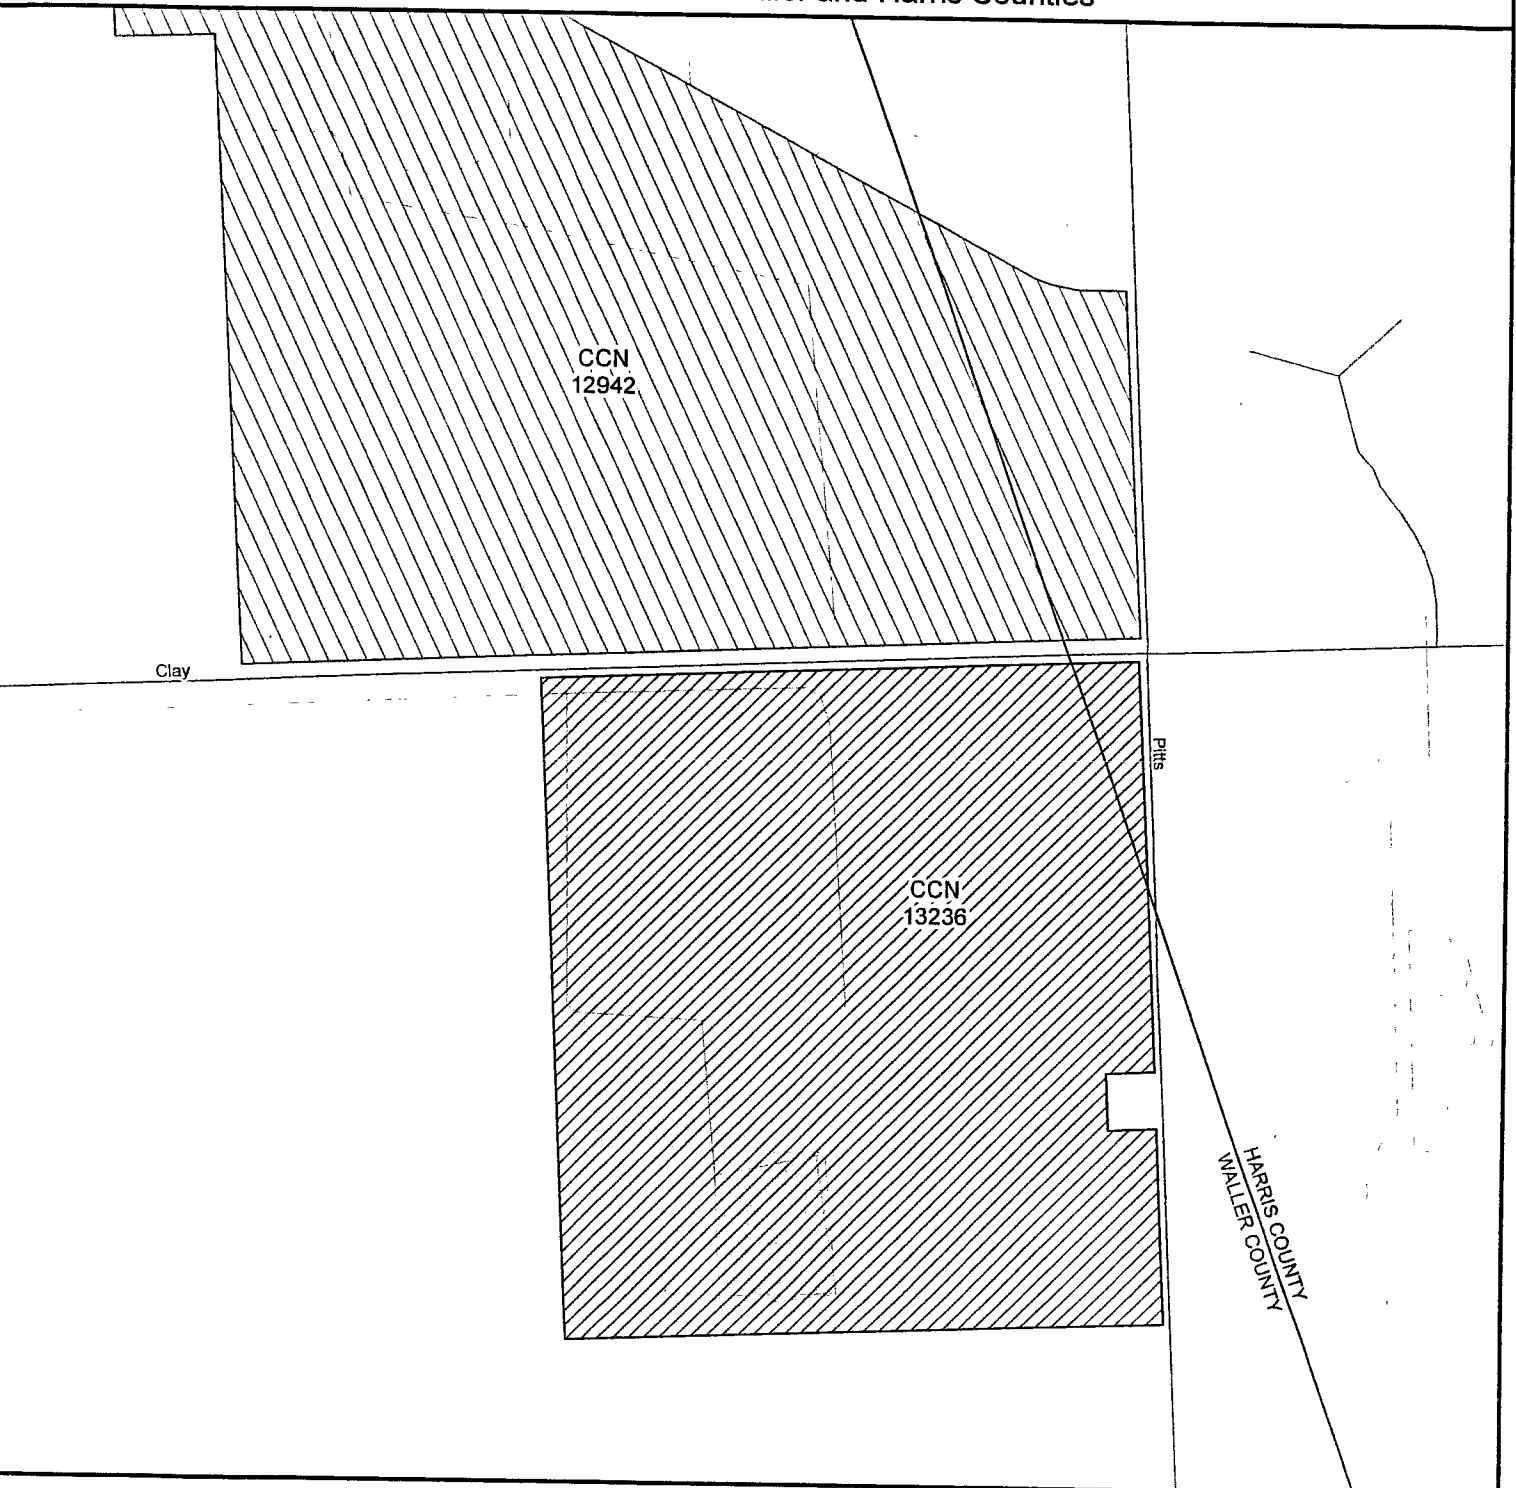 and Harris Counties
CCN
12942
Clay
Pitts
CCN
13236
HARRIS COUNTY
WALLER COUNTY